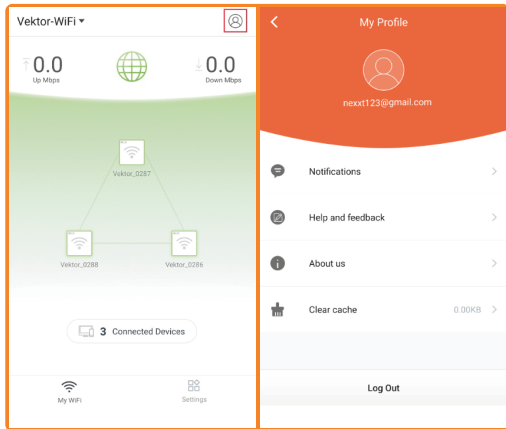 Vektor-WiFi
0.0
Up Mbps
0.0
Down Mbps
Vektor_0287
Vektor_0288
Vektor_0286
3 Connected Devices
My WiFi
Settings
My Profile
nexxt123@gmail.com
Notifications
Help and feedback
About us
Clear cache
0.00KB
Log Out